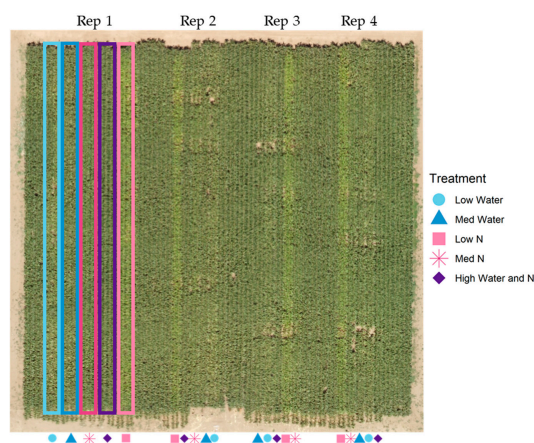 Rep 1 Rep 2 Rep 3 Rep 4
Treatment
Low Water
Med Water
Low N
Med N
High Water and N